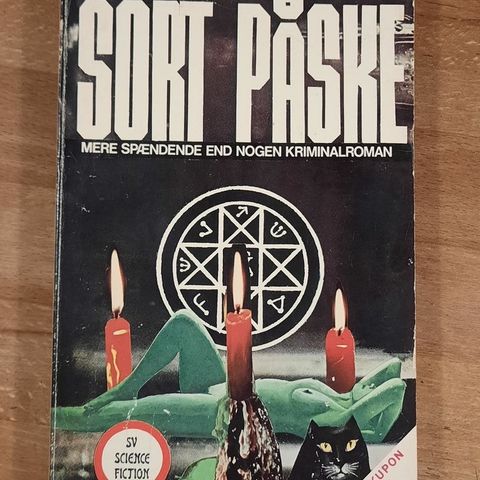 SORT PÅSKE
MERE SPÆNDENDE END NOGEN KRIMINALROMAN
SV
SCIENCE
FICTION
KUPON